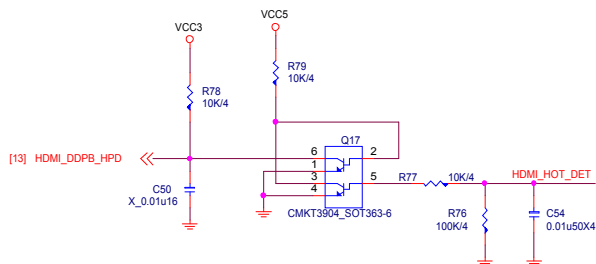 VCC3
VCC5
R78
10K/4
R79
10K/4
Q17
[13] HDMI_DDPB_HPD
6
1
3
4
2
5
R77
10K/4
HDMI_HOT_DET
C50
X_0.01u16
CMKT3904_SOT363-6
R76
100K/4
C54
0.01u50X4